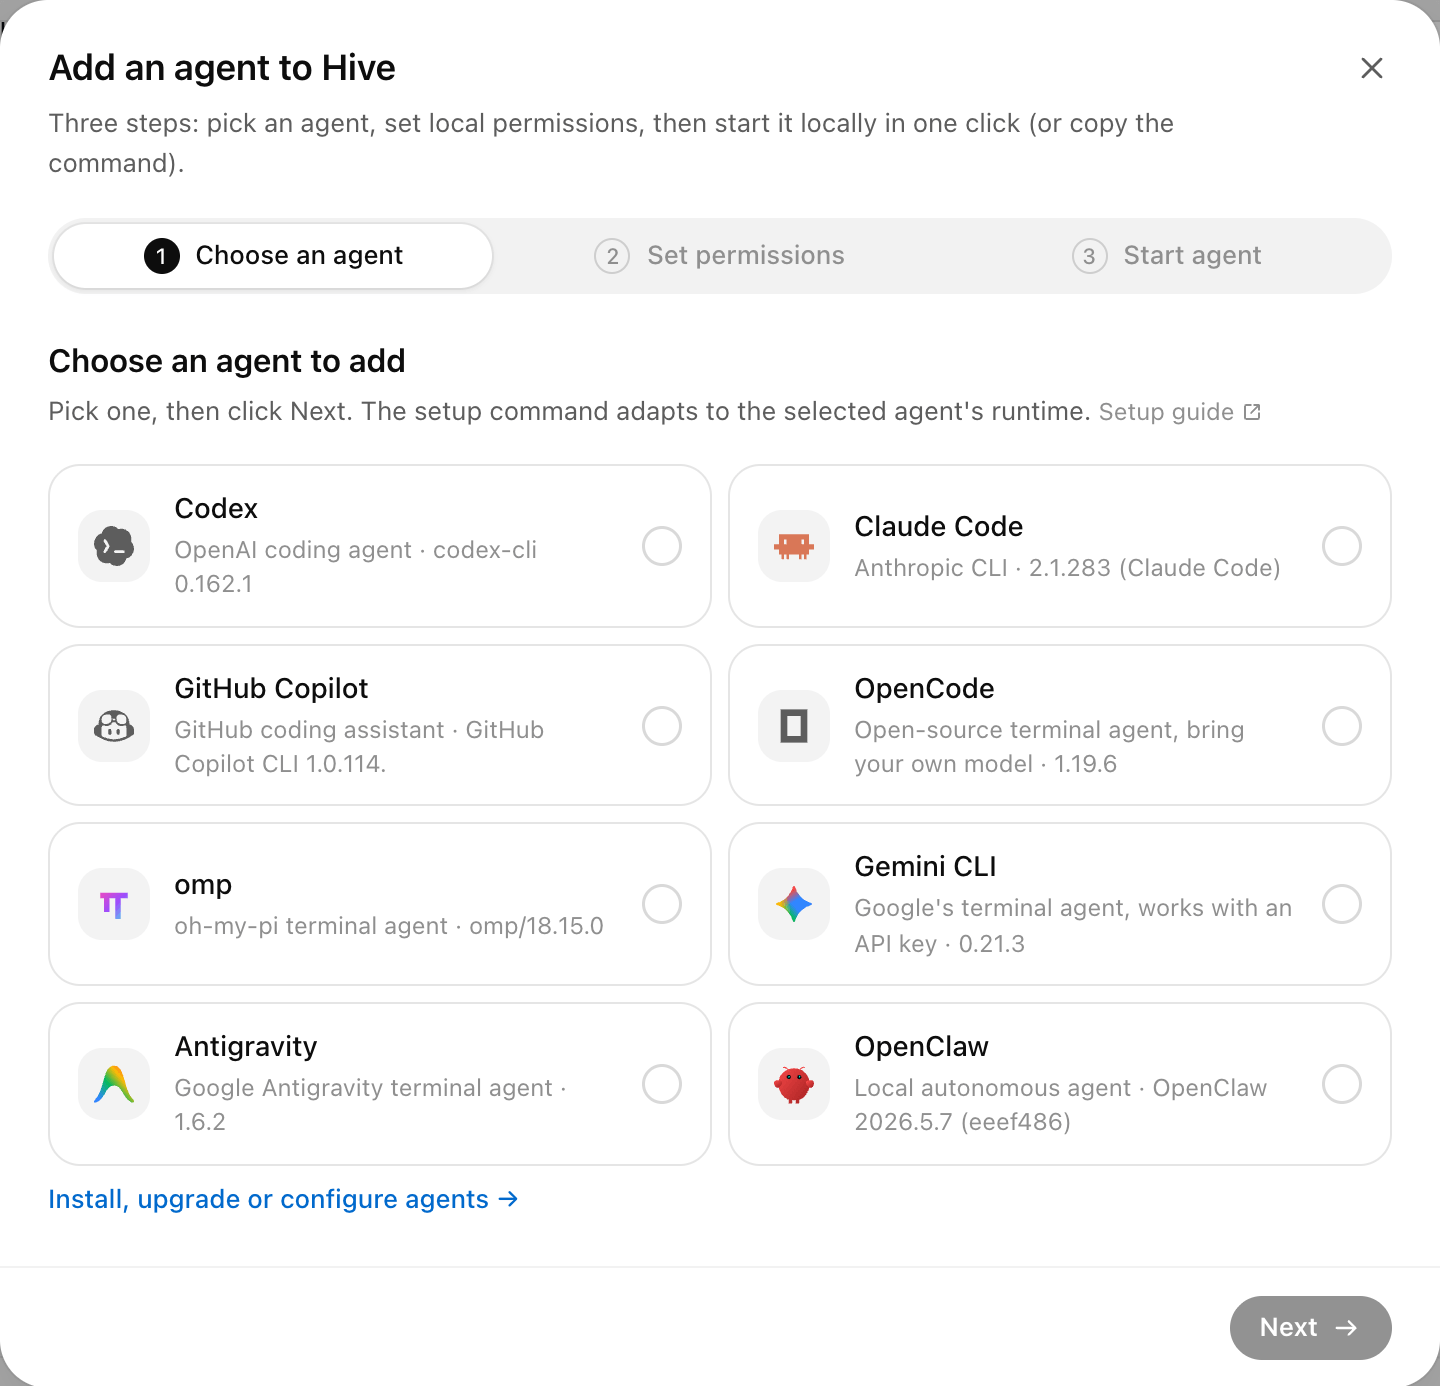 Add an agent to Hive
Three steps: pick an agent, set local permissions, then start it locally in one click (or copy the
command).
1 Choose an agent
2 Set permissions
3 Start agent
Choose an agent to add
Pick one, then click Next. The setup command adapts to the selected agent's runtime. Setup guide
Codex
OpenAI coding agent · codex-cli
0.162.1
Claude Code
Anthropic CLI · 2.1.283 (Claude Code)
GitHub Copilot
GitHub coding assistant · GitHub
Copilot CLI 1.0.114.
OpenCode
Open-source terminal agent, bring
your own model · 1.19.6
omp
oh-my-pi terminal agent · omp/18.15.0
Gemini CLI
Google's terminal agent, works with an
API key · 0.21.3
Antigravity
Google Antigravity terminal agent ·
1.6.2
OpenClaw
Local autonomous agent · OpenClaw
2026.5.7 (eeef486)
Install, upgrade or configure agents →
Next →